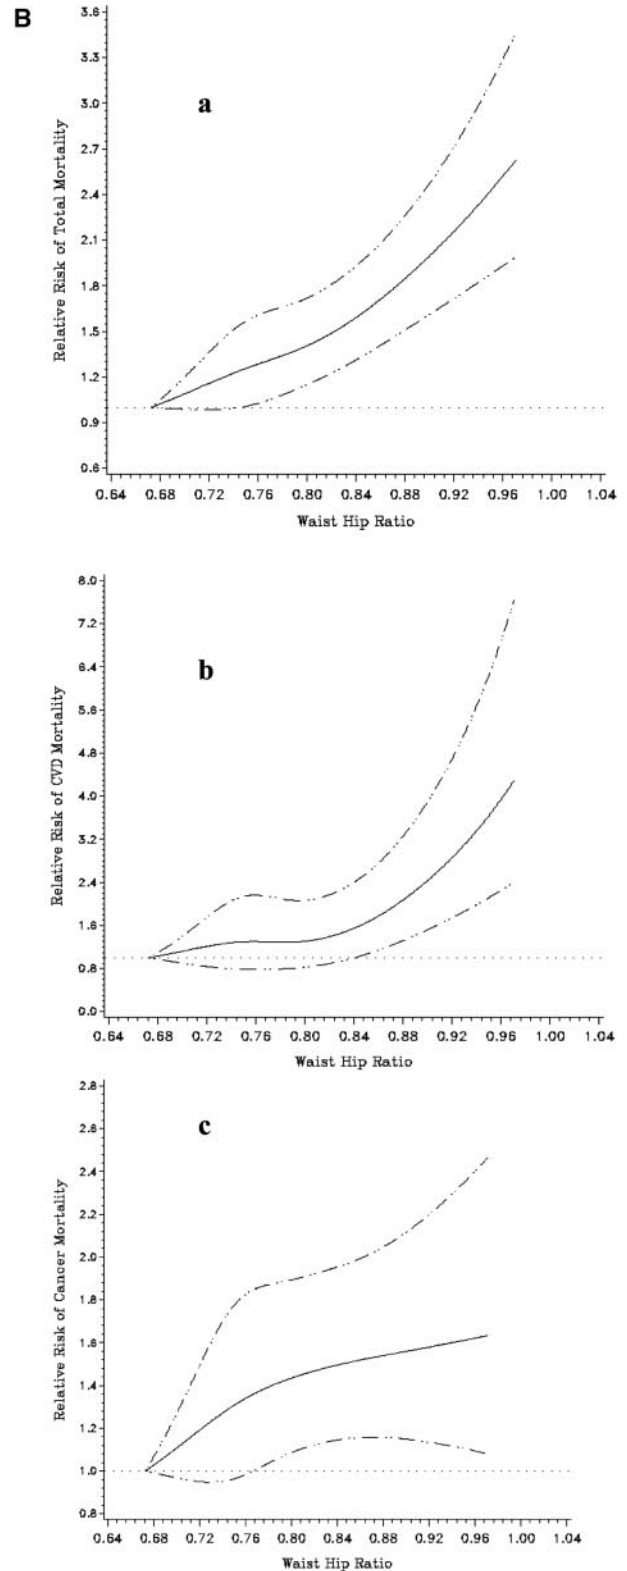 B
a
Relative Risk of Total Mortality
3.6
3.3
3.0
2.7
2.4
2.1
1.8
1.5
1.2
0.9
0.6
0.64 0.68 0.72 0.76 0.80 0.84 0.88 0.92 0.96 1.00 1.04
Waist Hip Ratio
b
Relative Risk of CVD Mortality
8.0
7.2
6.4
5.6
4.8
4.0
3.2
2.4
1.6
0.8
0.0
0.64 0.68 0.72 0.76 0.80 0.84 0.88 0.92 0.96 1.00 1.04
Waist Hip Ratio
c
Relative Risk of Cancer Mortality
2.8
2.6
2.4
2.2
2.0
1.8
1.6
1.4
1.2
1.0
0.8
0.64 0.68 0.72 0.76 0.80 0.84 0.88 0.92 0.96 1.00 1.04
Waist Hip Ratio